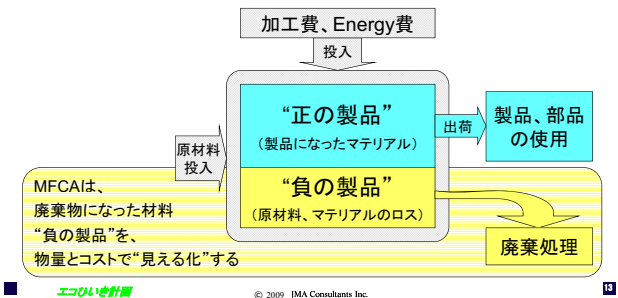 加工費、Energy費
投入
“正の製品”
（製品になったマテリアル）
出荷
製品、部品
の使用
原材料
投入
“負の製品”
（原材料、マテリアルのロス）
MFCAは、
廃棄物になった材料
“負の製品”を、
物量とコストで“見える化”する
廃棄処理
エコひいき計画
© 2009 JMA Consultants Inc.
13